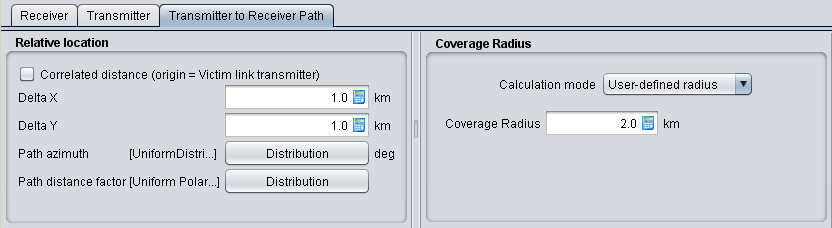 Receiver Transmitter Transmitter to Receiver Path
Relative location
Correlated distance (origin = Victim link transmitter)
Delta X 1.0 km
Delta Y 1.0 km
Path azimuth [UniformDistri...] Distribution deg
Path distance factor [Uniform Polar...] Distribution
Coverage Radius
Calculation mode User-defined radius
Coverage Radius 2.0 km